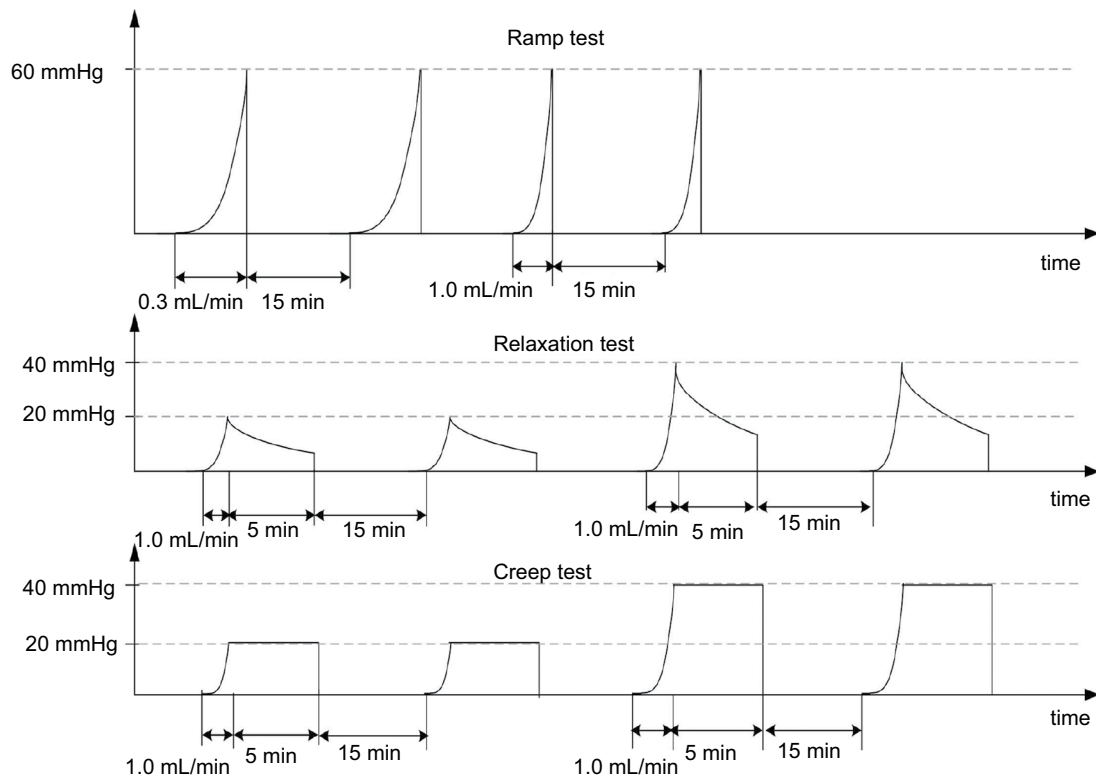 Ramp test
60 mmHg
time
0.3 mL/min 15 min 1.0 mL/min 15 min
Relaxation test
40 mmHg
20 mmHg
time
1.0 mL/min 5 min 15 min 1.0 mL/min 5 min 15 min
Creep test
40 mmHg
20 mmHg
time
1.0 mL/min 5 min 15 min 1.0 mL/min 5 min 15 min